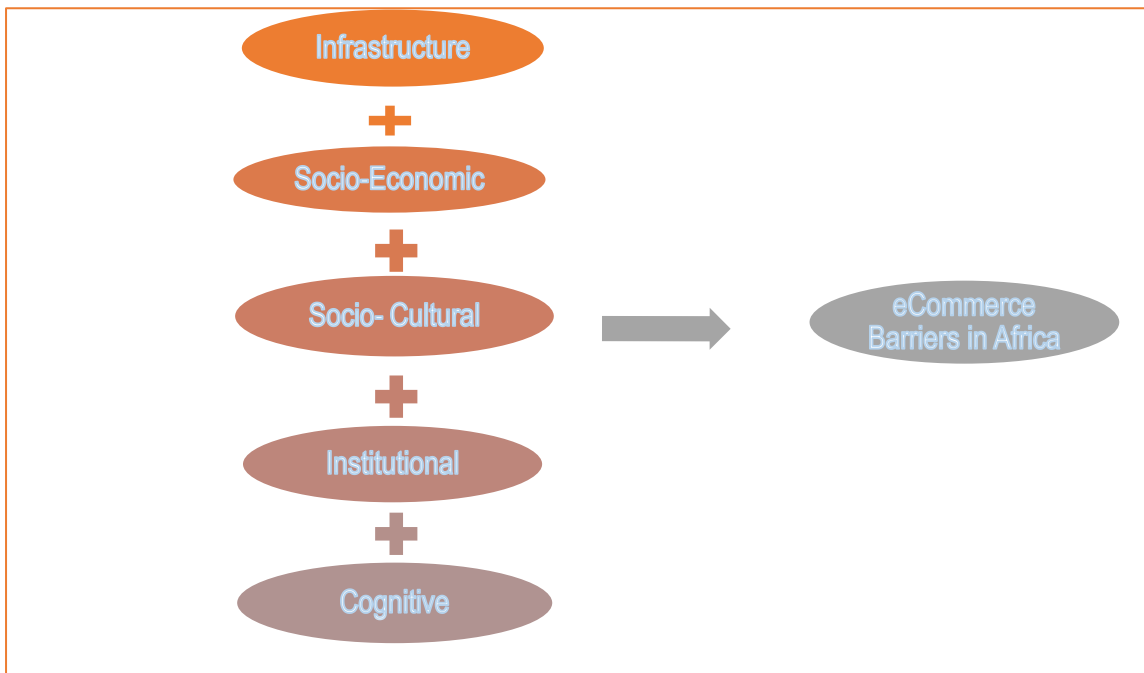 Infrastructure
Socio-Economic
Socio- Cultural
eCommerce
Barriers in Africa
Institutional
Cognitive